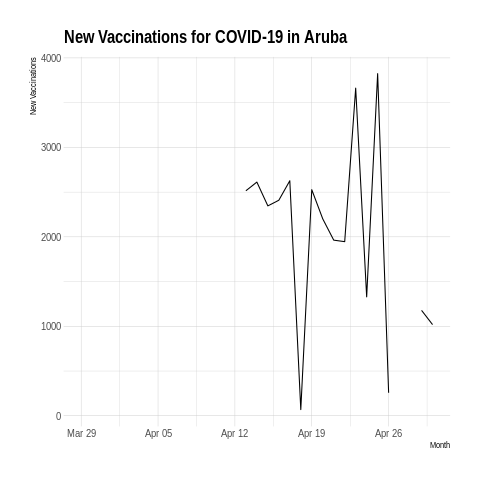 New Vaccinations for COVID-19 in Aruba
New Vaccinations
4000
3000
2000
1000
0
Mar 29
Apr 05
Apr 12
Apr 19
Apr 26
Month